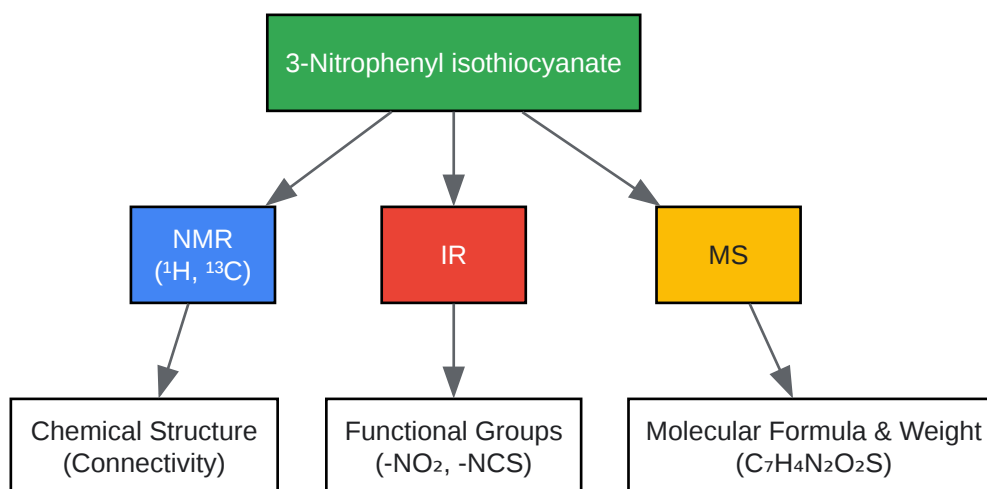 3-Nitrophenyl isothiocyanate
NMR
(¹H, ¹³C)
IR
MS
Chemical Structure
(Connectivity)
Functional Groups
(-NO₂, -NCS)
Molecular Formula & Weight
(C₇H₄N₂O₂S)